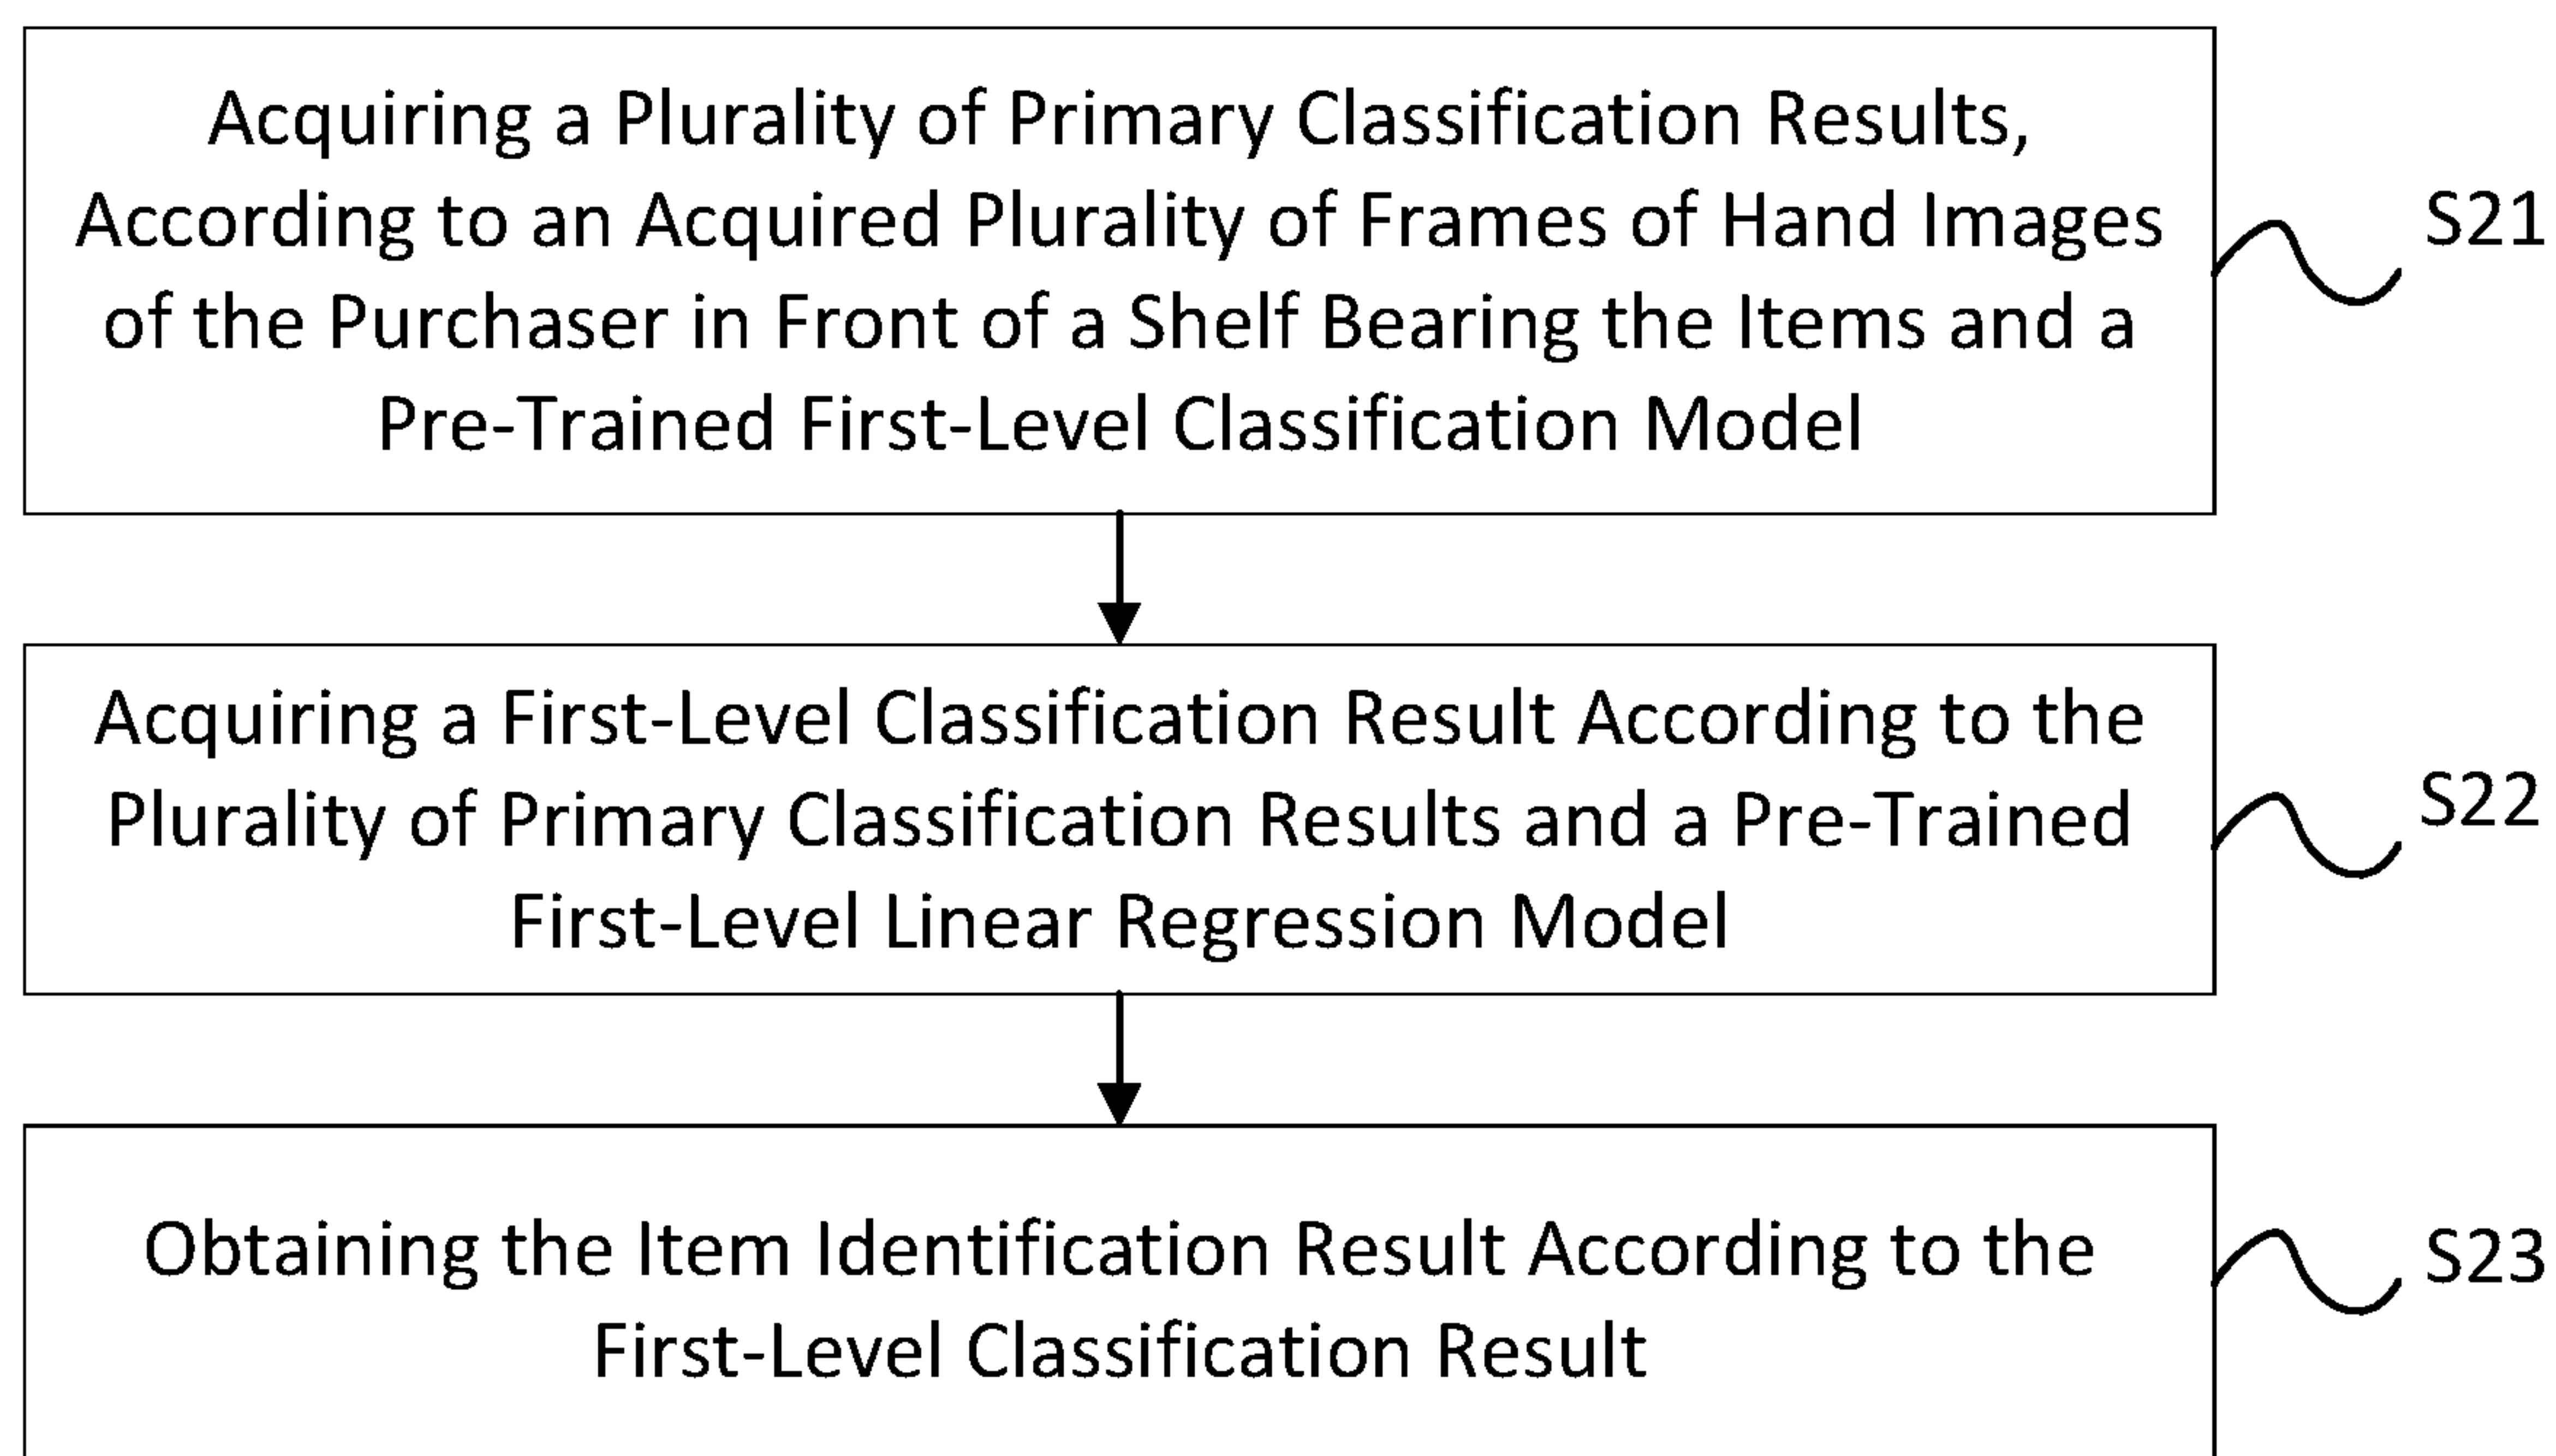 Acquiring a Plurality of Primary Classification Results,
According to an Acquired Plurality of Frames of Hand Images
of the Purchaser in Front of a Shelf Bearing the Items and a
Pre-Trained First-Level Classification Model
S21
Acquiring a First-Level Classification Result According to the
Plurality of Primary Classification Results and a Pre-Trained
First-Level Linear Regression Model
S22
Obtaining the Item Identification Result According to the
First-Level Classification Result
S23